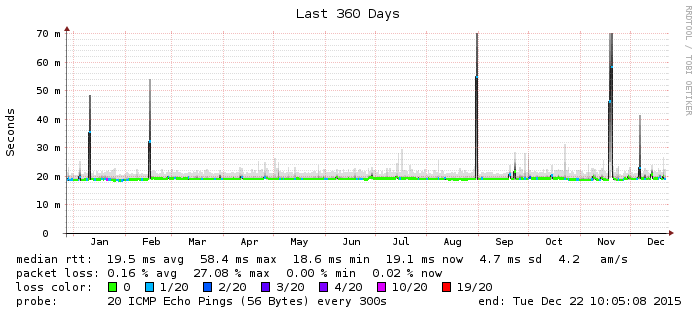 Last 360 Days
RRDTOOL / TOBI OETIKER
Seconds
70 m
60 m
50 m
40 m
30 m
20 m
10 m
0
Jan Feb Mar Apr May Jun Jul Aug Sep Oct Nov Dec
median rtt: 19.5 ms avg 58.4 ms max 18.6 ms min 19.1 ms now 4.7 ms sd 4.2 am/s
packet loss: 0.16 % avg 27.08 % max 0.00 % min 0.02 % now
loss color: 0 1/20 2/20 3/20 4/20 10/20 19/20
probe: 20 ICMP Echo Pings (56 Bytes) every 300s end: Tue Dec 22 10:05:08 2015